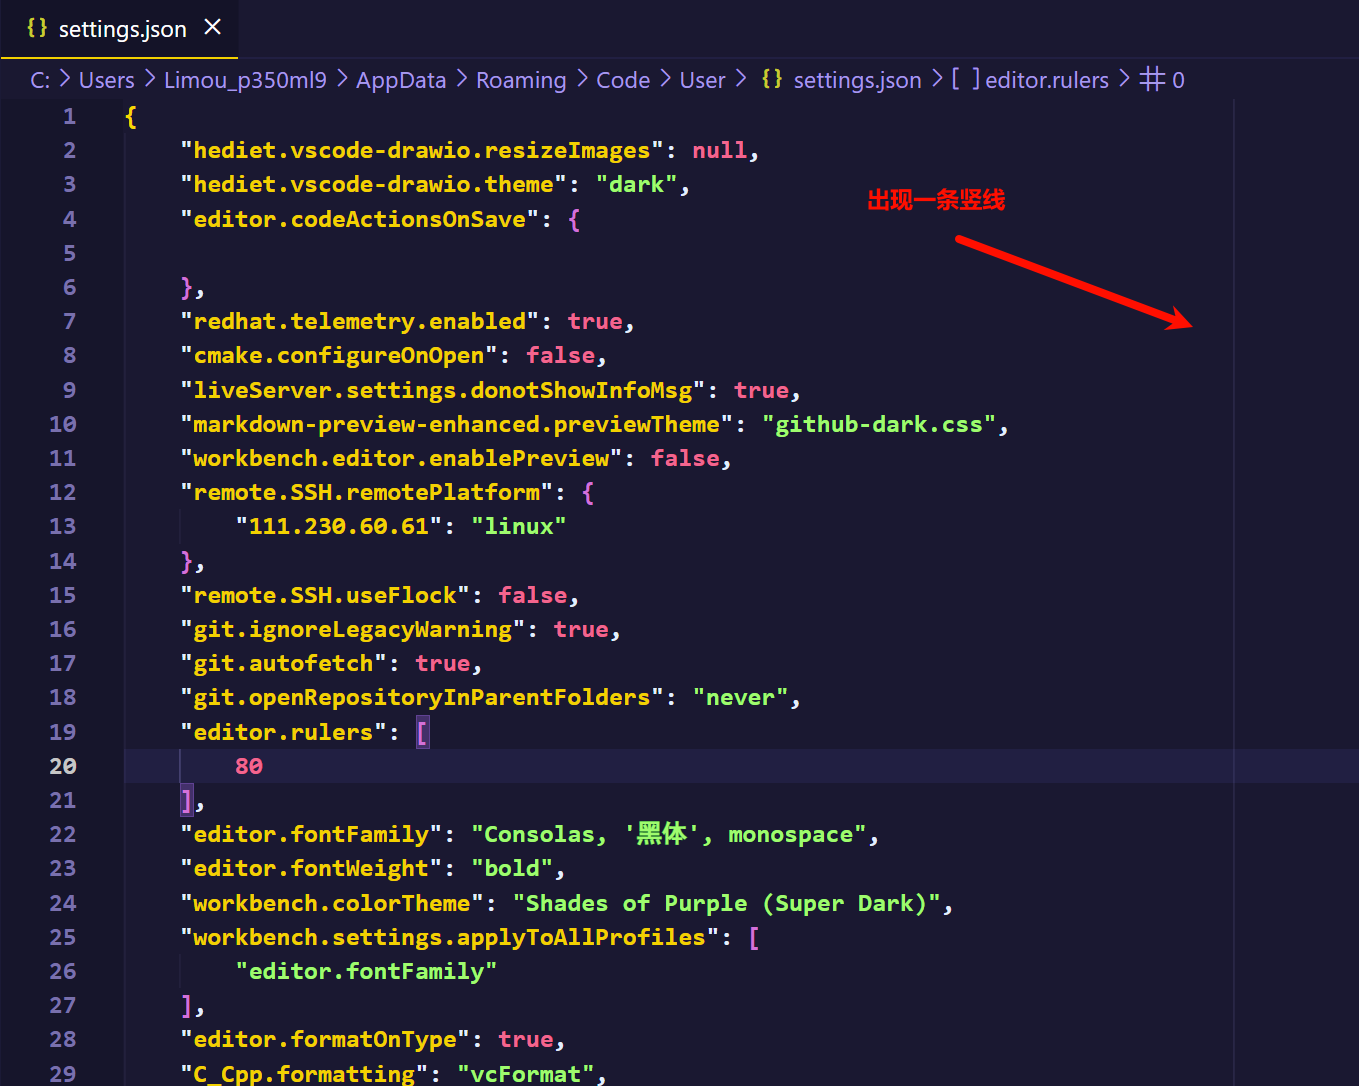 {} settings.json ×
C: > Users > Limou_p350ml9 > AppData > Roaming > Code > User > {} settings.json > [ ] editor.rulers > # 0
1 {
2 "hediet.vscode-drawio.resizeImages": null,
3 "hediet.vscode-drawio.theme": "dark",
出现一条竖线
4 "editor.codeActionsOnSave": {
5
6 },
7 "redhat.telemetry.enabled": true,
8 "cmake.configureOnOpen": false,
9 "liveServer.settings.donotShowInfoMsg": true,
10 "markdown-preview-enhanced.previewTheme": "github-dark.css",
11 "workbench.editor.enablePreview": false,
12 "remote.SSH.remotePlatform": {
13 "111.230.60.61": "linux"
14 },
15 "remote.SSH.useFlock": false,
16 "git.ignoreLegacyWarning": true,
17 "git.autofetch": true,
18 "git.openRepositoryInParentFolders": "never",
19 "editor.rulers": [
20 80
21 ],
22 "editor.fontFamily": "Consolas, '黑体', monospace",
23 "editor.fontWeight": "bold",
24 "workbench.colorTheme": "Shades of Purple (Super Dark)",
25 "workbench.settings.applyToAllProfiles": [
26 "editor.fontFamily"
27 ],
28 "editor.formatOnType": true,
29 "C_Cpp.formatting": "vcFormat",